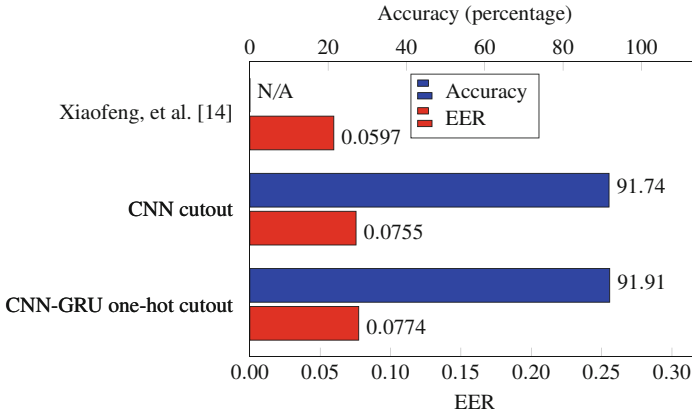 Accuracy (percentage)
0 20 40 60 80 100
Xiaofeng, et al. [14]
N/A
0.0597
Accuracy
EER
CNN cutout
91.74
0.0755
CNN-GRU one-hot cutout
91.91
0.0774
0.00 0.05 0.10 0.15 0.20 0.25 0.30
EER